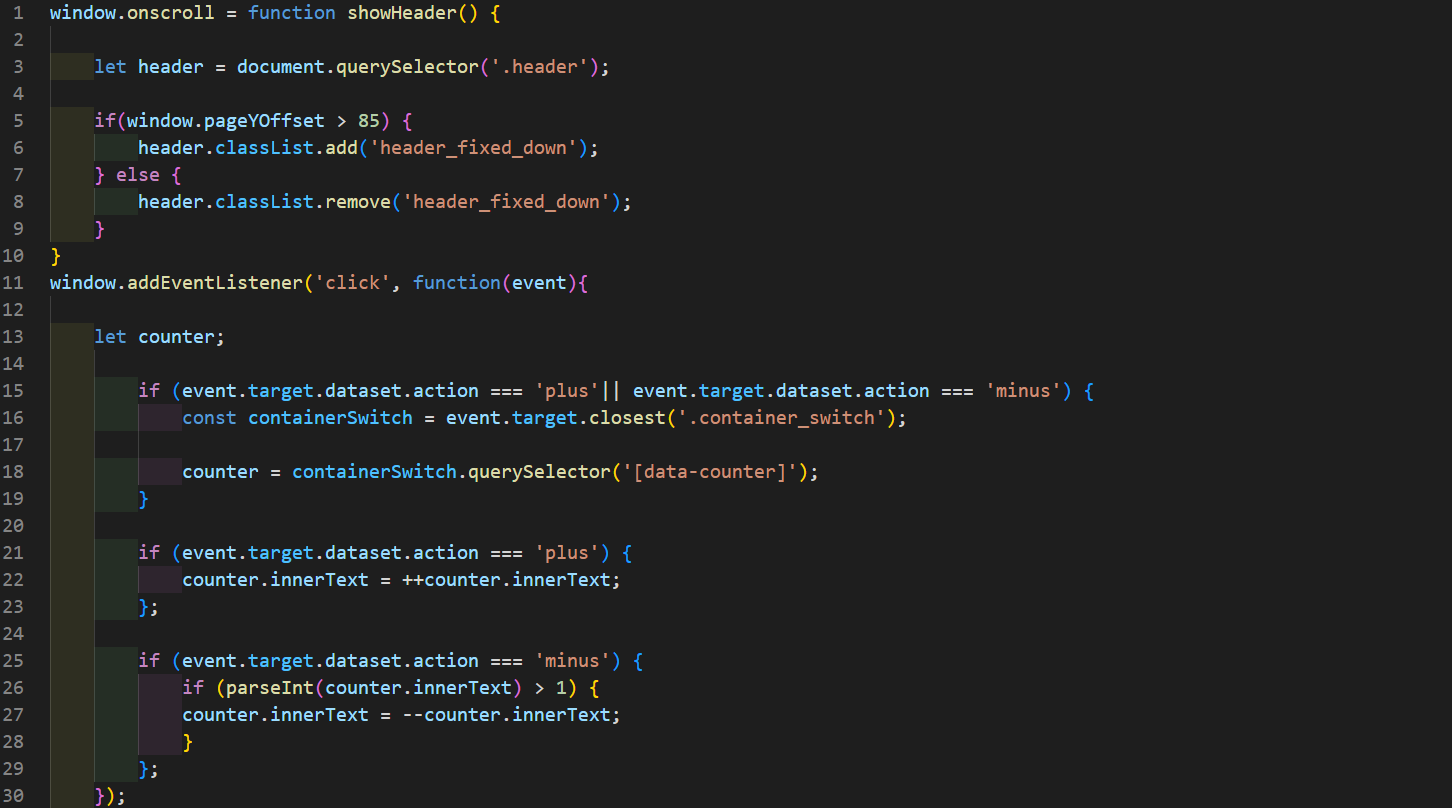 1 window.onscroll = function showHeader() {
2
3     let header = document.querySelector('.header');
4
5     if(window.pageYOffset > 85) {
6         header.classList.add('header_fixed_down');
7     } else {
8         header.classList.remove('header_fixed_down');
9     }
10 }
11 window.addEventListener('click', function(event){
12
13     let counter;
14
15         if (event.target.dataset.action === 'plus'|| event.target.dataset.action === 'minus') {
16             const containerSwitch = event.target.closest('.container_switch');
17
18             counter = containerSwitch.querySelector('[data-counter]');
19         }
20
21         if (event.target.dataset.action === 'plus') {
22             counter.innerText = ++counter.innerText;
23         };
24
25         if (event.target.dataset.action === 'minus') {
26             if (parseInt(counter.innerText) > 1) {
27             counter.innerText = --counter.innerText;
28             }
29         };
30     });